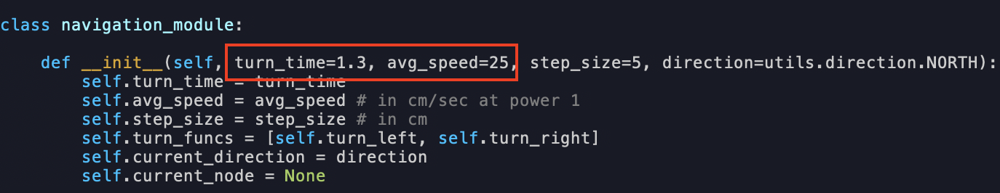 class navigation_module:
def __init__(self, turn_time=1.3, avg_speed=25, step_size=5, direction=utils.direction.NORTH):
self.turn_time = turn_time
self.avg_speed = avg_speed # in cm/sec at power 1
self.step_size = step_size # in cm
self.turn_funcs = [self.turn_left, self.turn_right]
self.current_direction = direction
self.current_node = None